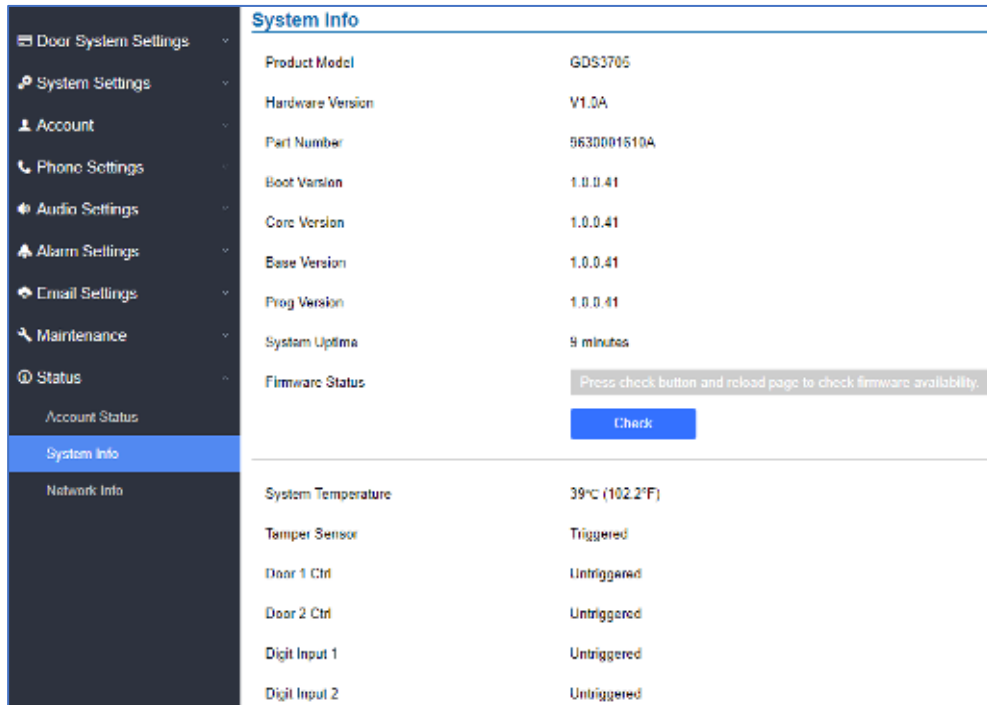 System Info
Door System Settings
System Settings
Account
Phone Settings
Audio Settings
Alarm Settings
Email Settings
Maintenance
Status
Account Status
System Info
Network Info
Product Model GDS3705
Hardware Version V1.0A
Part Number 9630001610A
Boot Version 1.0.0.41
Core Version 1.0.0.41
Base Version 1.0.0.41
Prog Version 1.0.0.41
System Uptime 9 minutes
Firmware Status Press check button and reload page to check firmware availability.
Check
System Temperature 39°C (102.2°F)
Tamper Sensor Triggered
Door 1 Ctrl Untriggered
Door 2 Ctrl Untriggered
Digit Input 1 Untriggered
Digit Input 2 Untriggered